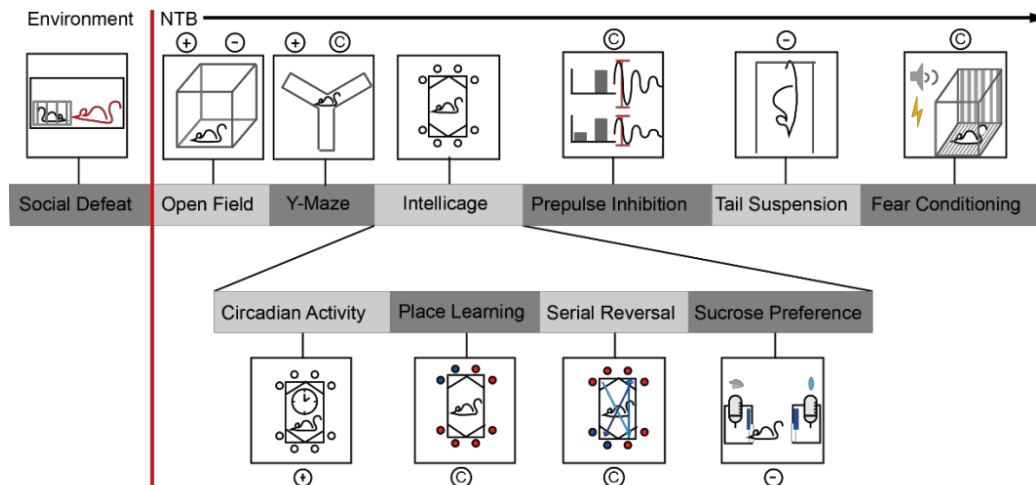 Environment
NTB
+ - + C C - C
Social Defeat
Open Field
Y-Maze
Intellicage
Prepulse Inhibition
Tail Suspension
Fear Conditioning
Circadian Activity
Place Learning
Serial Reversal
Sucrose Preference
+ C C -